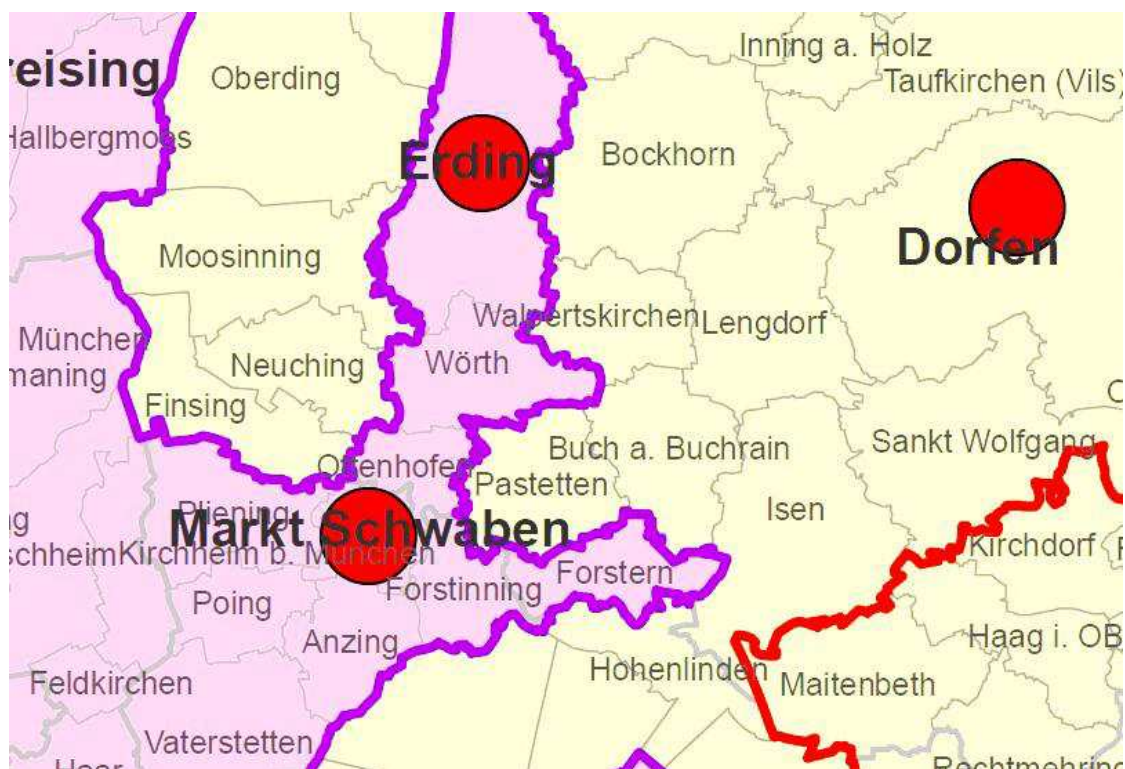 Inning a. Holz
reising
Oberding
Taufkirchen (Vils)
Hallbergmoos
Erding
Bockhorn
Dorfen
Moosinning
Walpertskirchen
Lengdorf
München
Neuching
Wörth
maning
Finsing
Buch a. Buchrain
Sankt Wolfgang
Ottenhofen
Pastetten
Isen
Pliening
Markt Schwaben
schheim
Kirchheim b. München
Kirchdorf
Forstern
Poing
Forstinning
Anzing
Haag i. OB
Hohenlinden
Feldkirchen
Maitenbeth
Vaterstetten
Haar
Rechtmehring